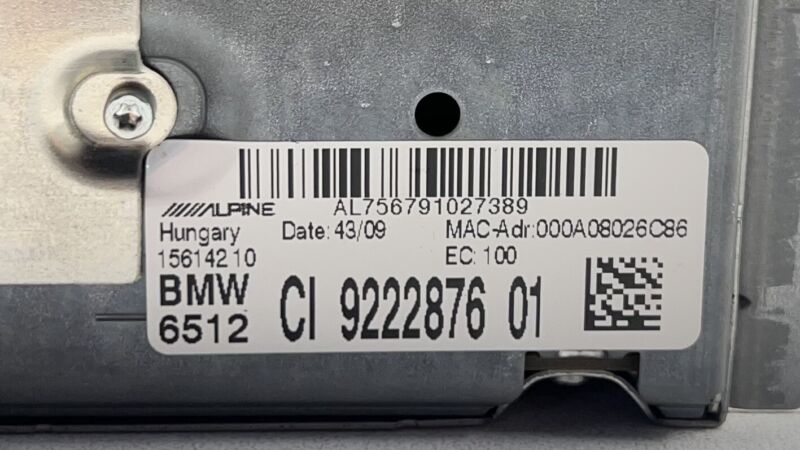 AL756791027389
ALPINE
Hungary Date: 43/09 MAC-Adr:000A08026C86
15614210 EC: 100
BMW
6512 CI 9222876 01